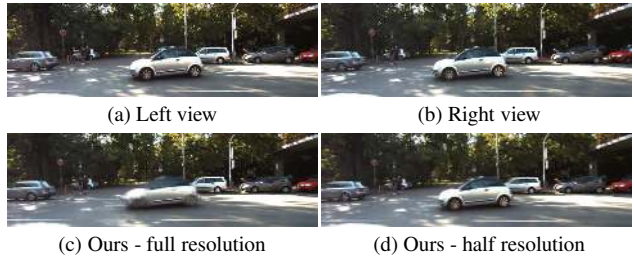 (a) Left view
(b) Right view
(c) Ours - full resolution
(d) Ours - half resolution